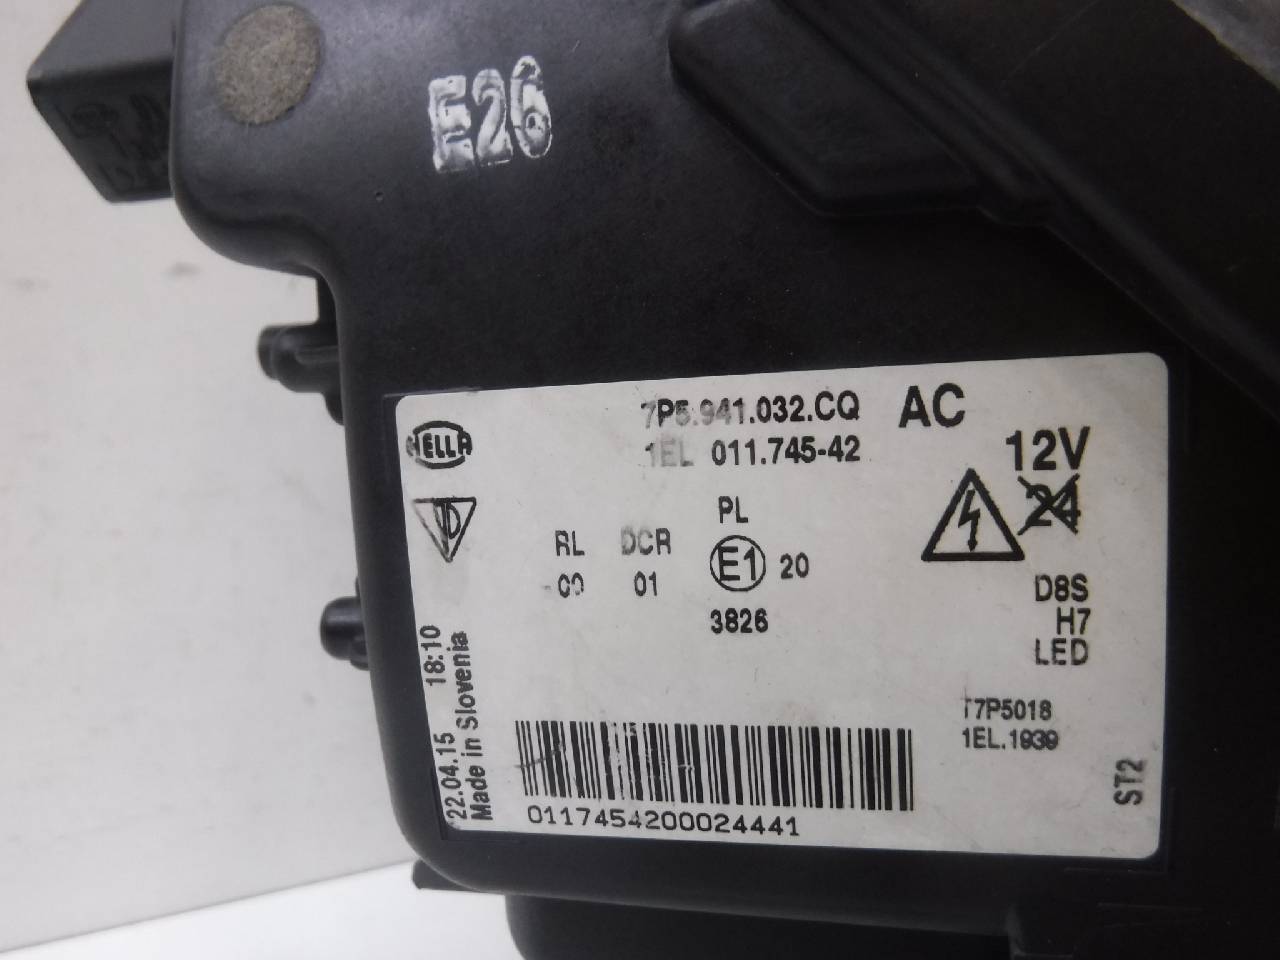 E26
HELLA
7P5.941.032.CQ AC
1EL 011.745-42
12V
24
PL
RL DCR
E1 20
01
3826
D8S
H7
LED
22.04.15 18:10
Made in Slovenia
T7P5018
1EL.1939
ST2
0117454200024441